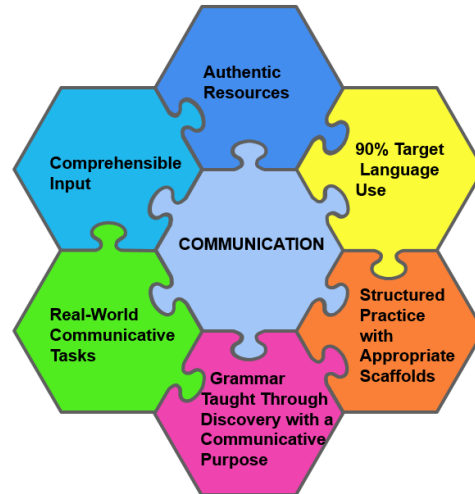 Authentic
Resources
90% Target
Language
Use
Comprehensible
Input
COMMUNICATION
Structured
Practice
with
Appropriate
Scaffolds
Real-World
Communicative
Tasks
Grammar
Taught Through
Discovery with a
Communicative
Purpose